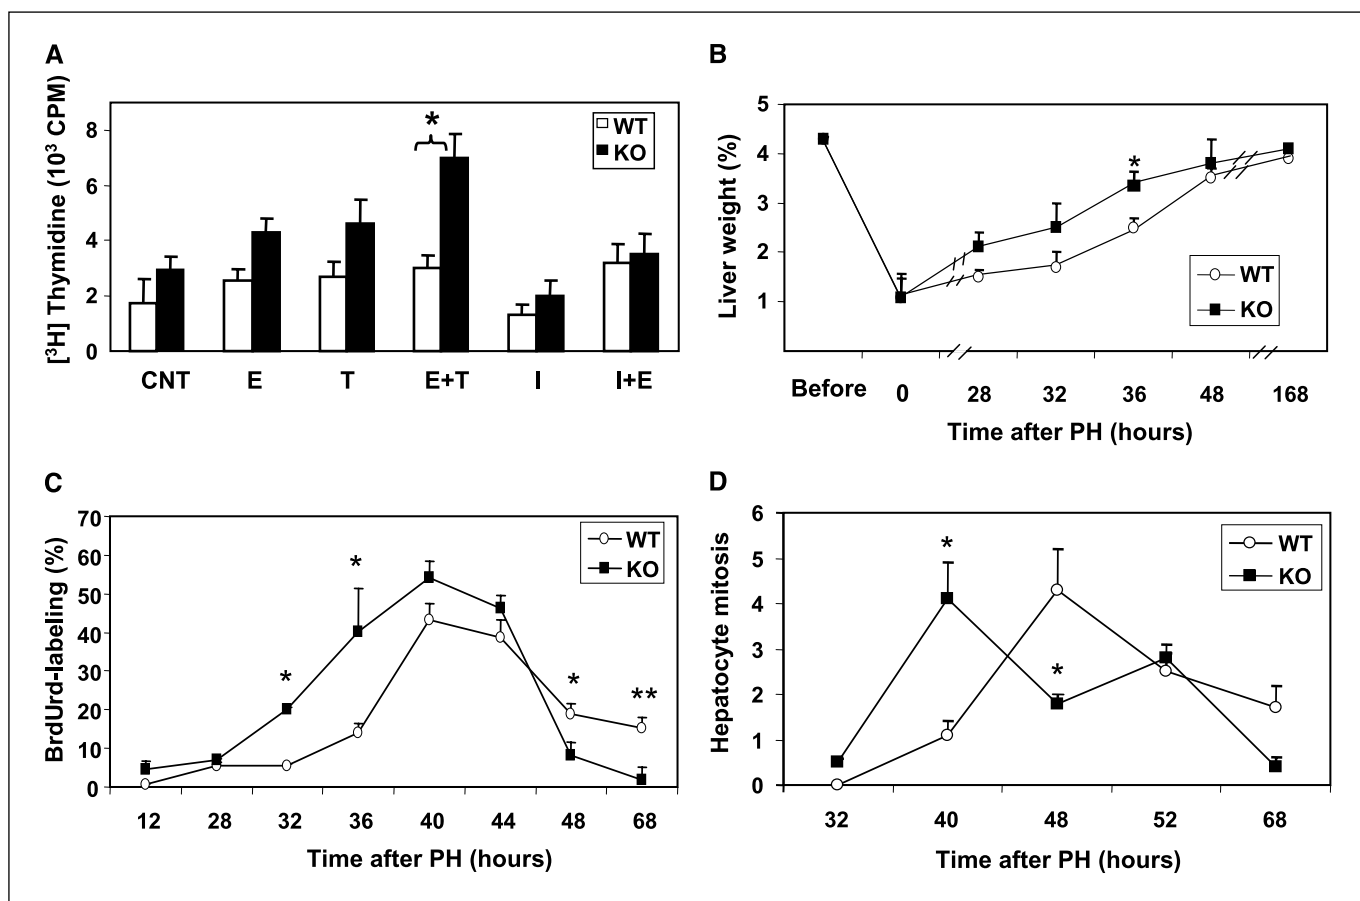 A
[³H] Thymidine (10³ CPM)
8
6
4
2
0
*
WT
KO
CNT E T E+T I I+E
B
Liver weight (%)
5
4
3
2
1
*
WT
KO
Before 0 28 32 36 48 168
Time after PH (hours)
C
BrdUrd-labeling (%)
70
60
50
40
30
20
10
0
*
*
*
**
WT
KO
12 28 32 36 40 44 48 68
Time after PH (hours)
D
Hepatocyte mitosis
6
5
4
3
2
1
0
*
*
WT
KO
32 40 48 52 68
Time after PH (hours)